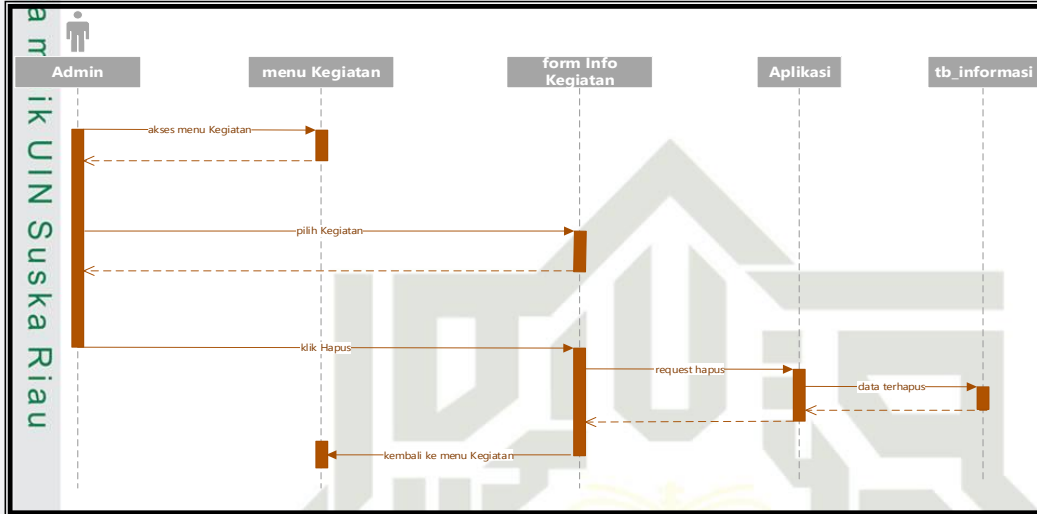 a m
ik UIN Suska Riau
Admin
menu Kegiatan
form Info
Kegiatan
Aplikasi
tb_informasi
akses menu Kegiatan
pilih Kegiatan
klik Hapus
request hapus
data terhapus
kembali ke menu Kegiatan